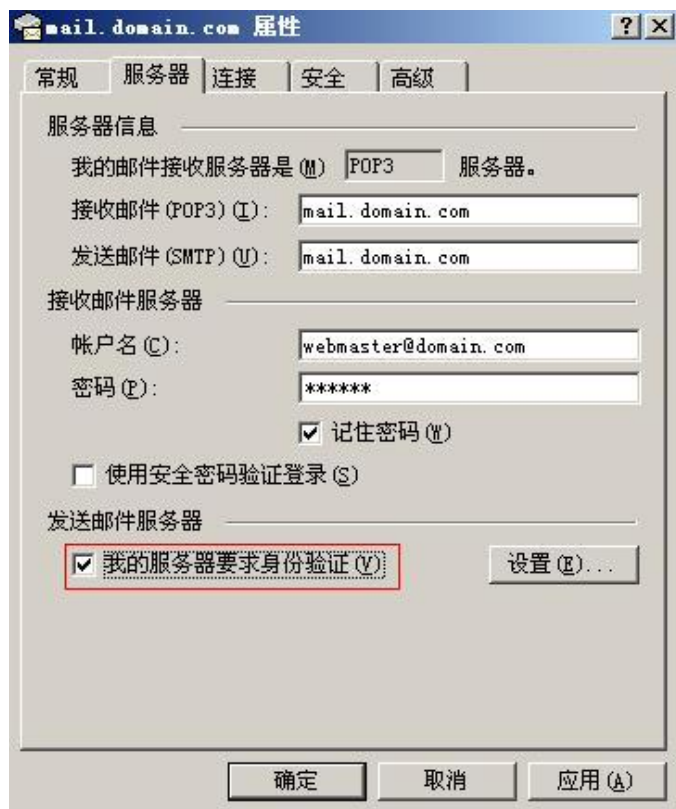 mail.domain.com 属性
常规 服务器 连接 安全 高级
服务器信息
我的邮件接收服务器是(M) POP3 服务器。
接收邮件(POP3)(I): mail.domain.com
发送邮件(SMTP)(U): mail.domain.com
接收邮件服务器
帐户名(C): webmaster@domain.com
密码(P): ******
记住密码(W)
使用安全密码验证登录(S)
发送邮件服务器
我的服务器要求身份验证(V) 设置(E)...
确定 取消 应用(A)